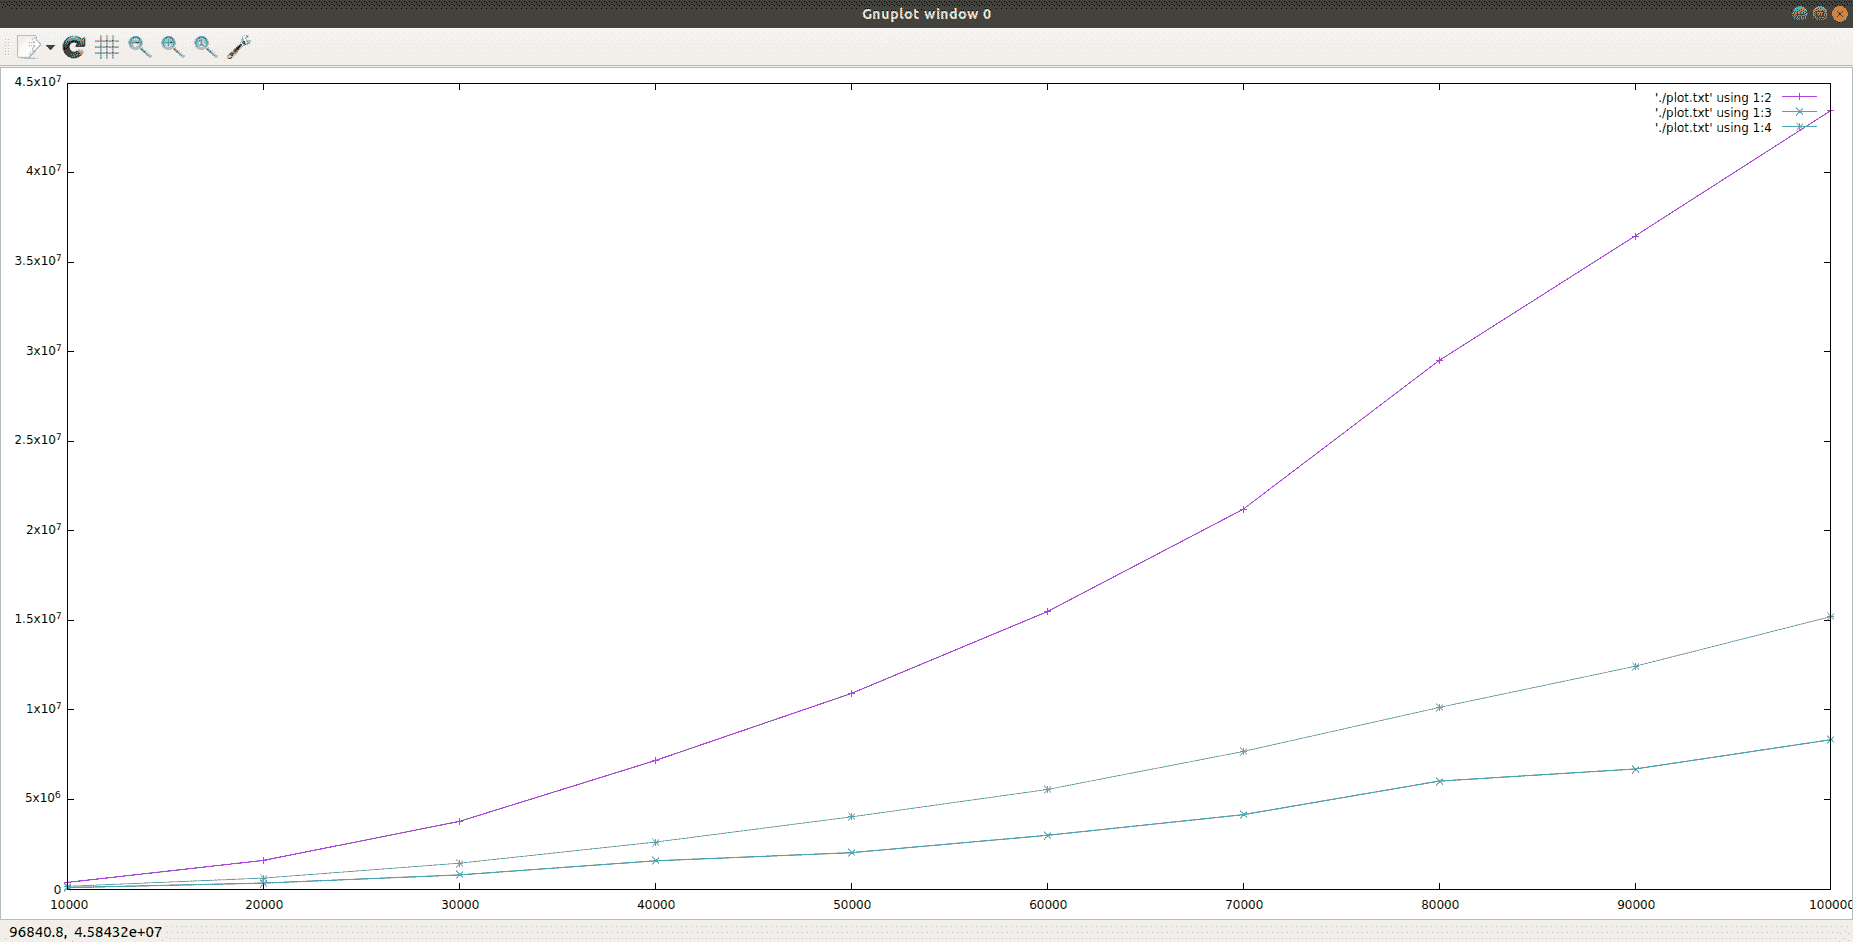 Gnuplot window 0
4.5x10⁷
4x10⁷
3.5x10⁷
3x10⁷
2.5x10⁷
2x10⁷
1.5x10⁷
1x10⁷
5x10⁶
0
'./plot.txt' using 1:2
'./plot.txt' using 1:3
'./plot.txt' using 1:4
10000 20000 30000 40000 50000 60000 70000 80000 90000 100000
96840.8, 4.58432e+07